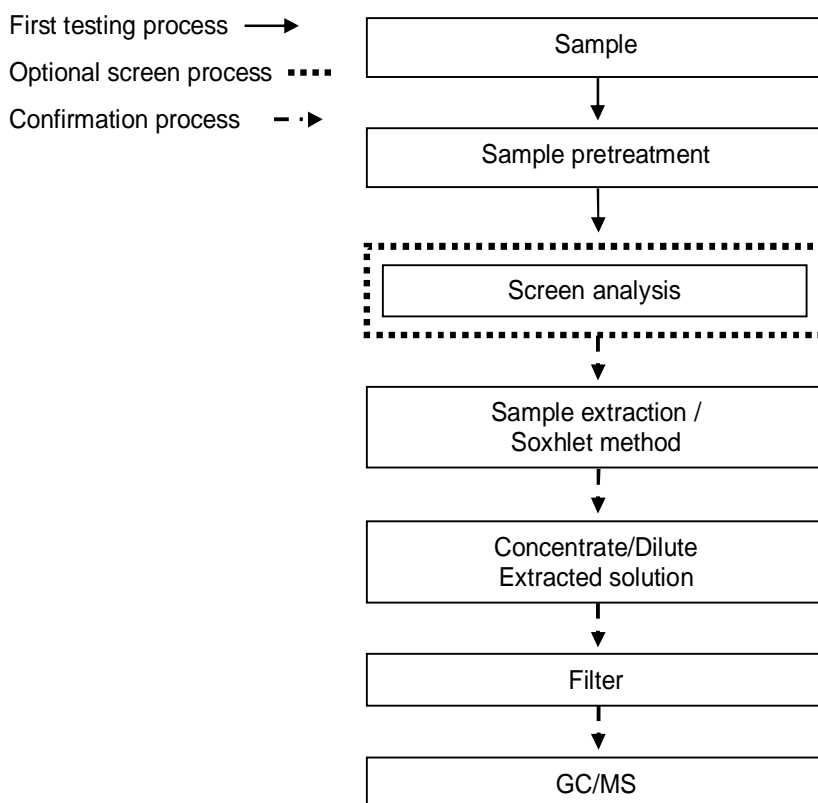 First testing process
Optional screen process
Confirmation process
Sample
Sample pretreatment
Screen analysis
Sample extraction /
Soxhlet method
Concentrate/Dilute
Extracted solution
Filter
GC/MS